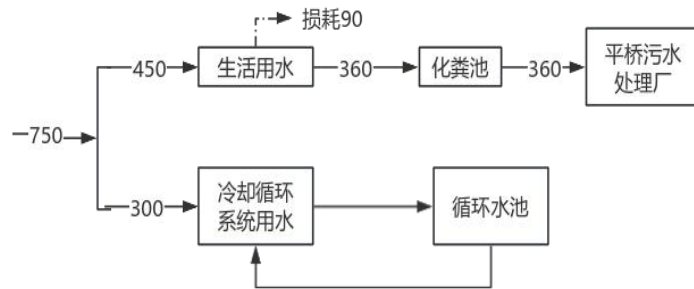 损耗90
450
生活用水
360
化粪池
360
平桥污水
处理厂
750
300
冷却循环
系统用水
循环水池